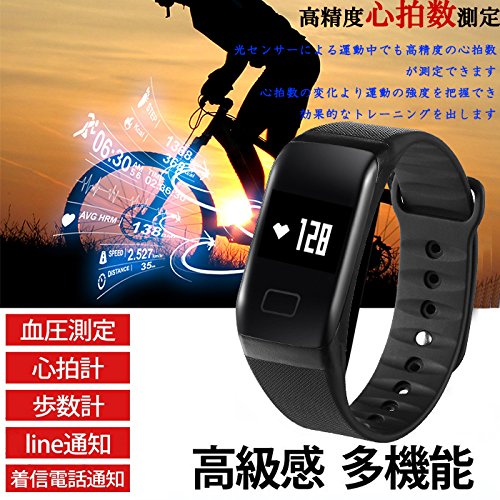 高精度心拍数測定
光センサーによる運動中でも高精度の心拍数
が測定できます
心拍数の変化より運動の強度を把握でき
効果的なトレーニングを出します
06:30
AVG HRM
138
SPEED
2.527
DISTANCE
35
128
血圧測定
心拍計
歩数計
line通知
着信電話通知
高級感 多機能